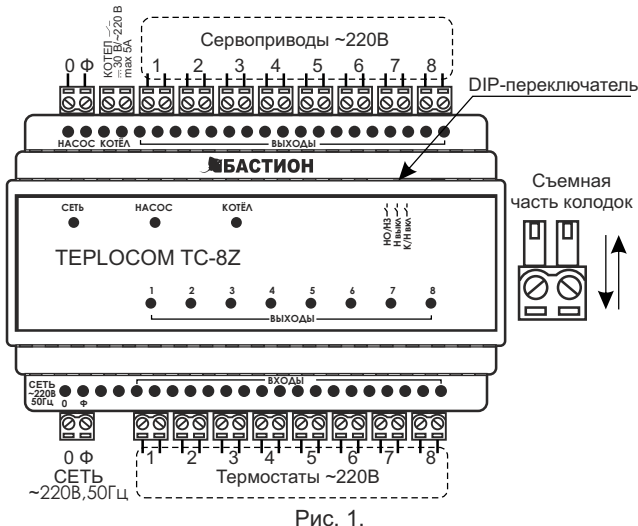 Сервоприводы ~220В
0 Ф
КОТЕЛ
30 В/~220 В
max 5А
1 2 3 4 5 6 7 8
DIP-переключатель
НАСОС КОТЁЛ ВЫХОДЫ
БАСТИОН
Съемная
часть колодок
СЕТЬ НАСОС КОТЁЛ
НО/НЗ
Н выкл
К/Н вкл
TEPLOCOM TC-8Z
1 2 3 4 5 6 7 8
ВЫХОДЫ
ВХОДЫ
СЕТЬ
~220В
50Гц 0 Ф
0 Ф
СЕТЬ
~220В,50Гц
1 2 3 4 5 6 7 8
Термостаты ~220В
Рис. 1.